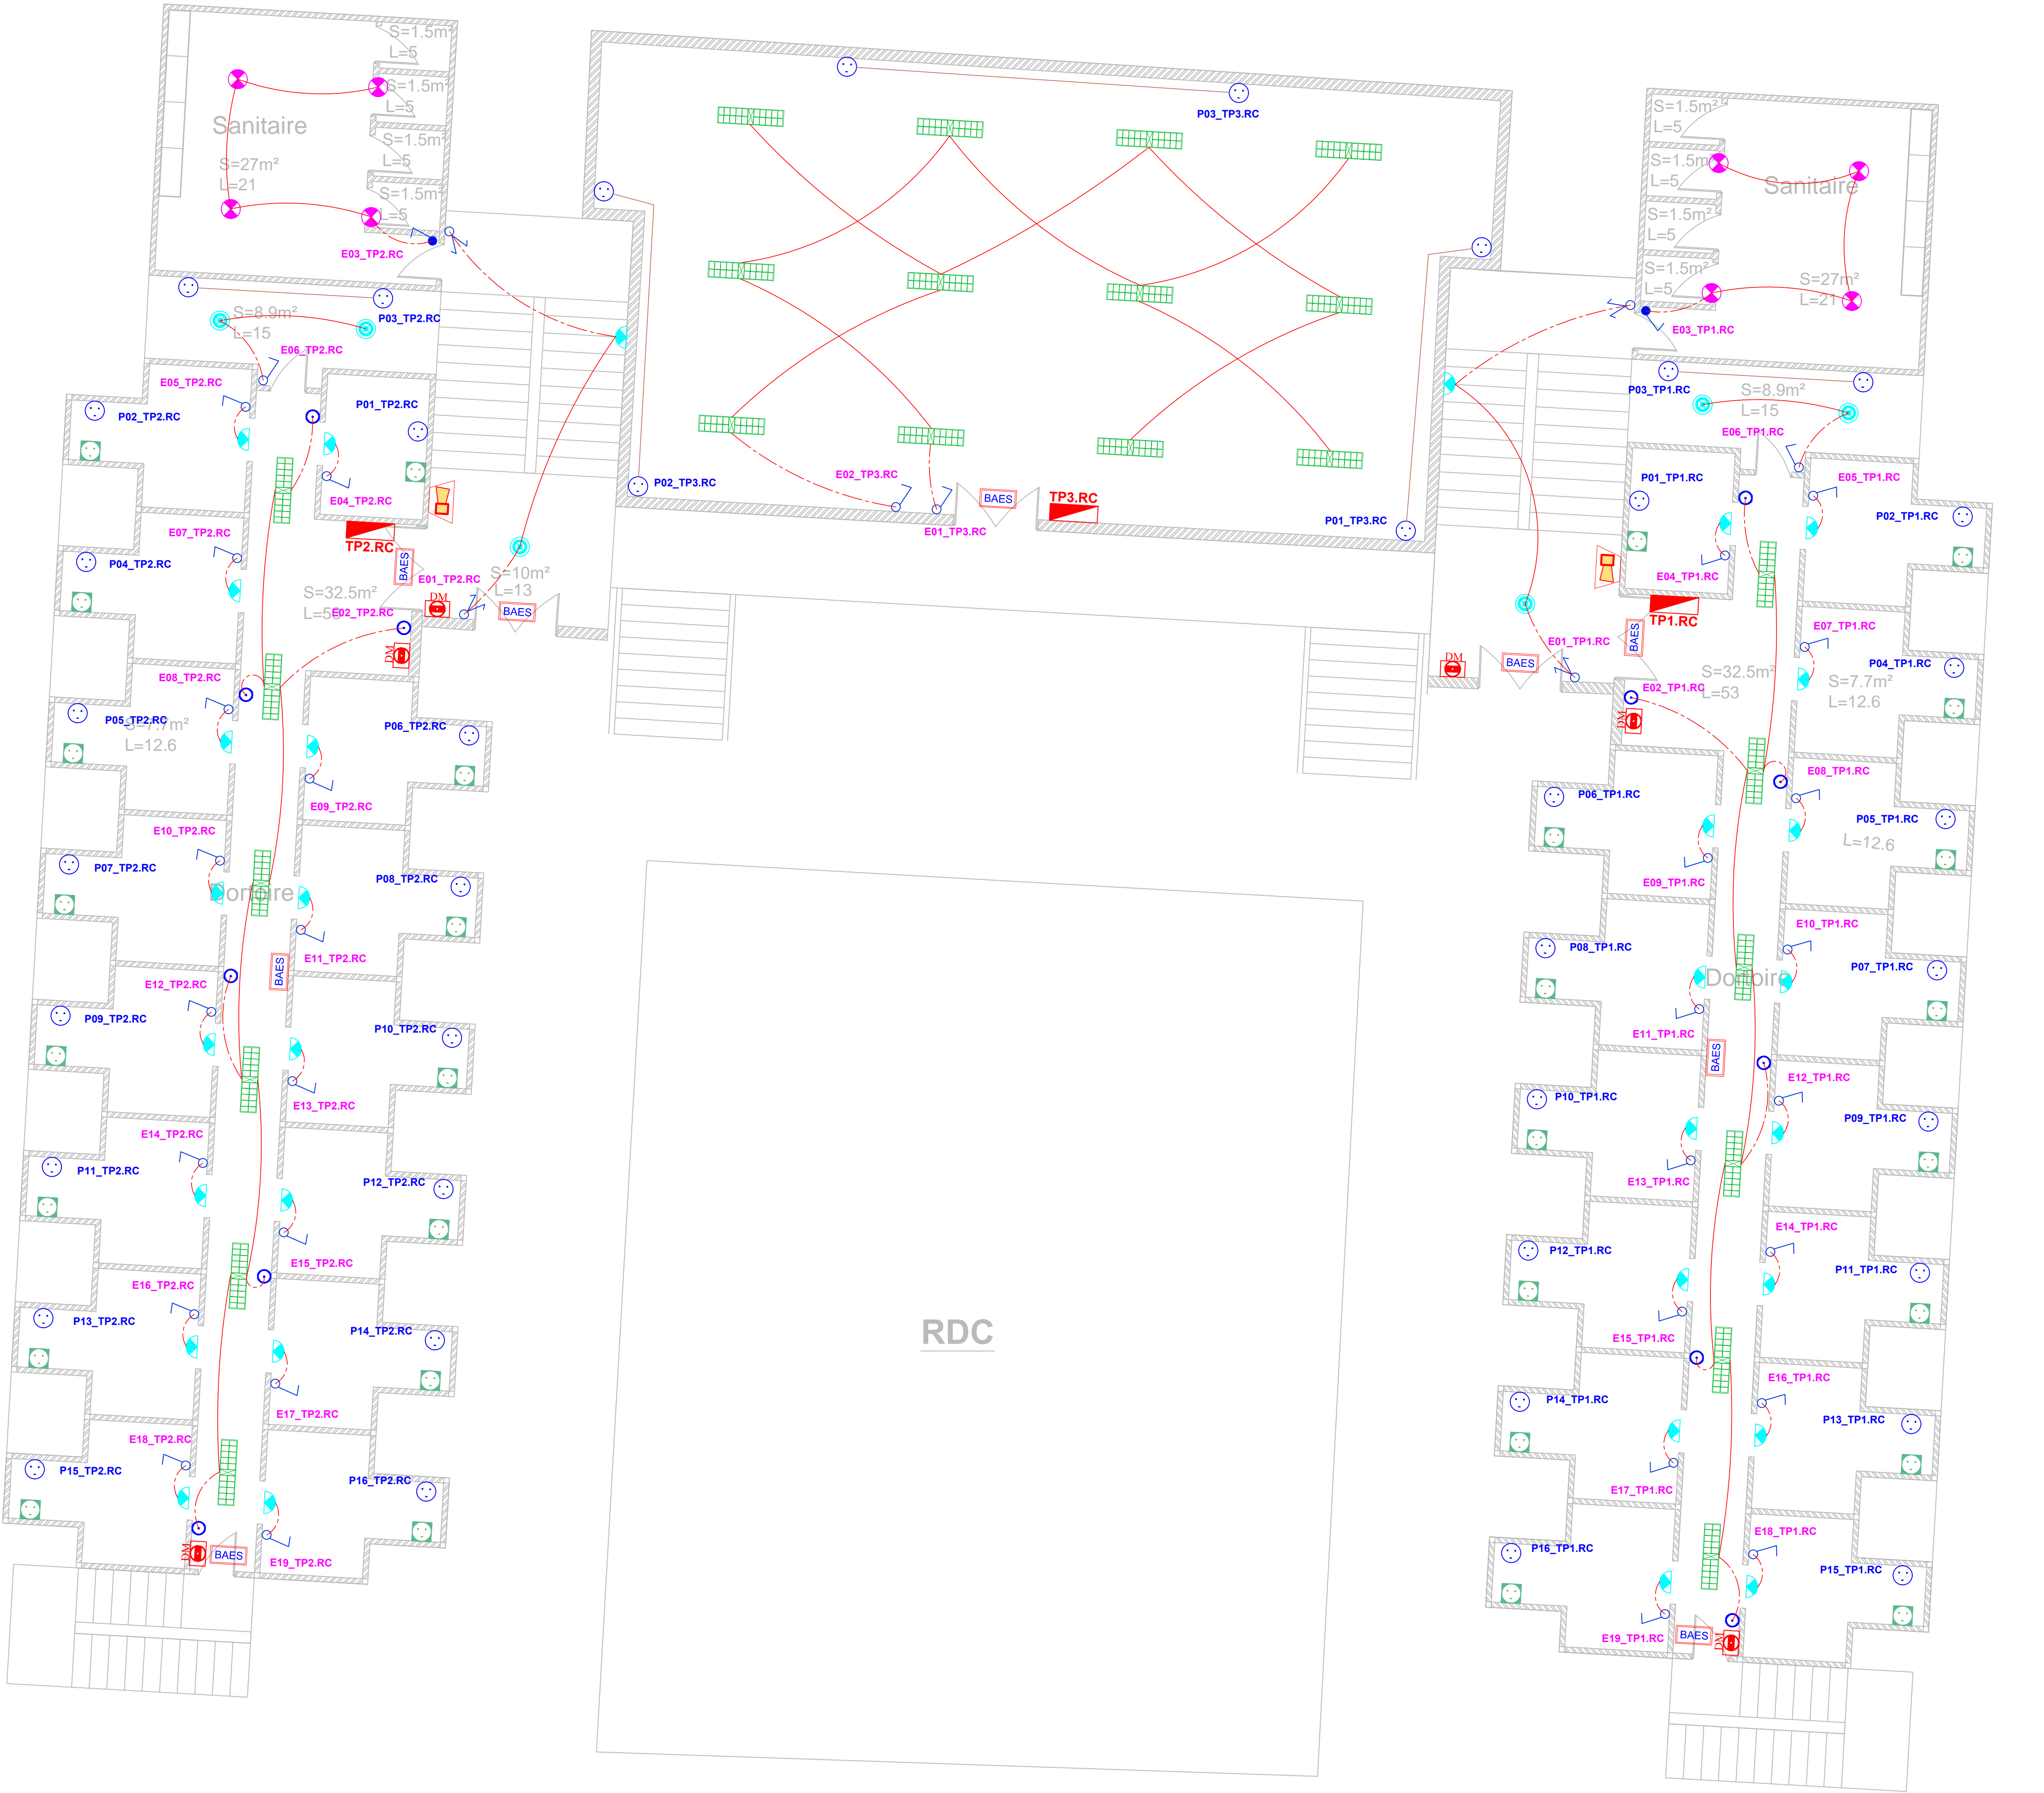 S=1.5m²
L=5
S=1.5m²
L=5
S=1.5m²
L=5
S=1.5m²
L=5
Sanitaire
S=27m²
L=21
E03_TP2.RC
P03_TP2.RC
S=8.9m²
L=15
E06_TP2.RC
E05_TP2.RC
P02_TP2.RC
P01_TP2.RC
E04_TP2.RC
TP2.RC
E07_TP2.RC
P04_TP2.RC
BAES
S=32.5m²
E01_TP2.RC
E02_TP2.RC
DM
S=10m²
L=13
BAES
DM
E08_TP2.RC
P05_TP2.RC
S=7.7m²
L=12.6
P06_TP2.RC
E09_TP2.RC
E10_TP2.RC
P07_TP2.RC
Dortoire
P08_TP2.RC
E11_TP2.RC
BAES
E12_TP2.RC
P09_TP2.RC
P10_TP2.RC
E13_TP2.RC
E14_TP2.RC
P11_TP2.RC
P12_TP2.RC
E15_TP2.RC
E16_TP2.RC
P13_TP2.RC
P14_TP2.RC
E17_TP2.RC
E18_TP2.RC
P15_TP2.RC
P16_TP2.RC
DM
BAES
E19_TP2.RC
P03_TP3.RC
P02_TP3.RC
E02_TP3.RC
E01_TP3.RC
BAES
TP3.RC
P01_TP3.RC
RDC
S=1.5m²
L=5
S=1.5m²
L=5
S=1.5m²
L=5
S=1.5m²
L=5
Sanitaire
S=27m²
L=21
E03_TP1.RC
P03_TP1.RC
S=8.9m²
L=15
E06_TP1.RC
P01_TP1.RC
E05_TP1.RC
P02_TP1.RC
E04_TP1.RC
TP1.RC
E07_TP1.RC
E01_TP1.RC
BAES
DM
BAES
P04_TP1.RC
S=32.5m²
L=53
S=7.7m²
L=12.6
E02_TP1.RC
DM
E08_TP1.RC
P06_TP1.RC
P05_TP1.RC
L=12.6
E09_TP1.RC
E10_TP1.RC
P08_TP1.RC
P07_TP1.RC
Dortoire
E11_TP1.RC
BAES
E12_TP1.RC
P10_TP1.RC
P09_TP1.RC
E13_TP1.RC
E14_TP1.RC
P12_TP1.RC
P11_TP1.RC
E15_TP1.RC
E16_TP1.RC
P14_TP1.RC
P13_TP1.RC
E17_TP1.RC
E18_TP1.RC
P16_TP1.RC
P15_TP1.RC
E19_TP1.RC
BAES
DM